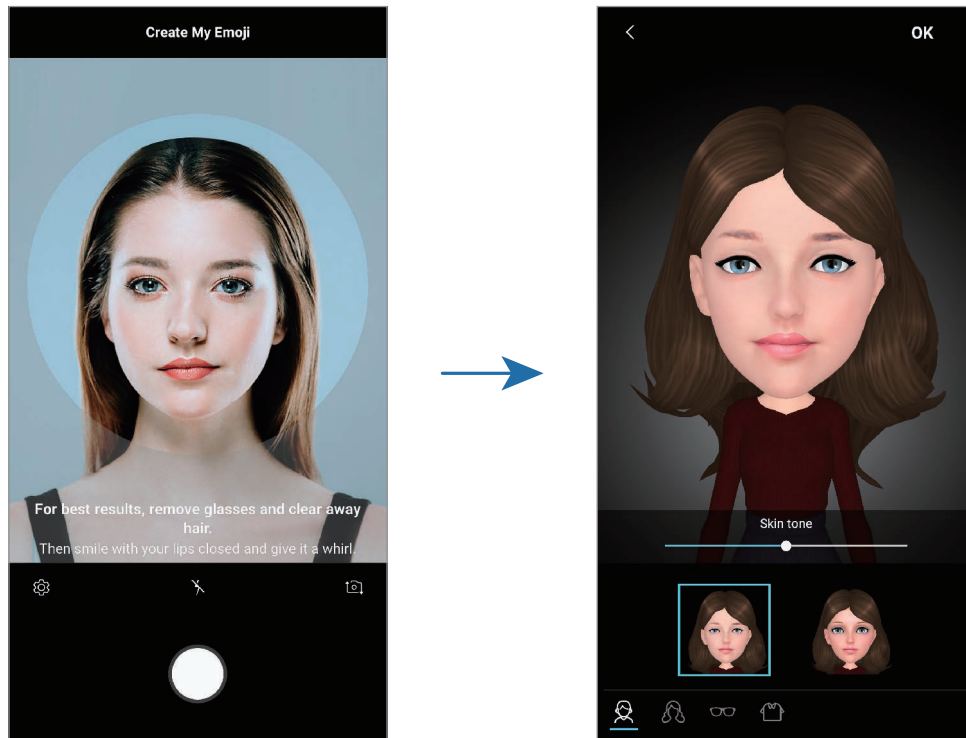 Create My Emoji
For best results, remove glasses and clear away
hair.
Then smile with your lips closed and give it a whirl.
OK
Skin tone